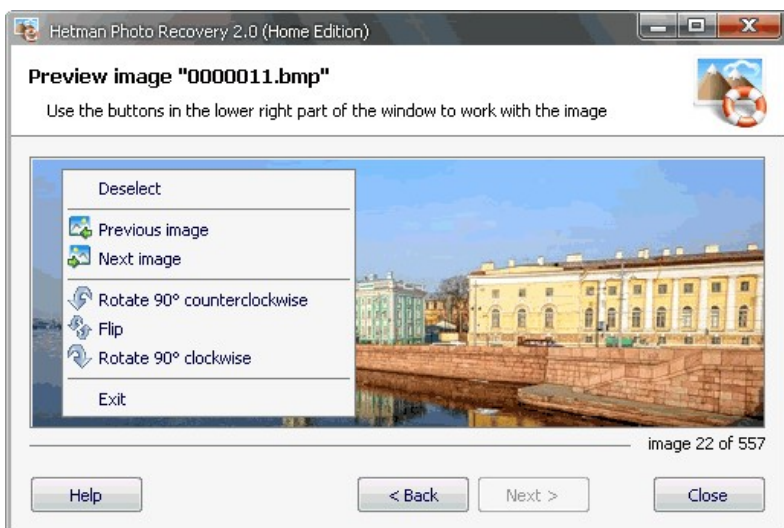 Hetman Photo Recovery 2.0 (Home Edition)
Preview image "0000011.bmp"
Use the buttons in the lower right part of the window to work with the image
Deselect
Previous image
Next image
Rotate 90º counterclockwise
Flip
Rotate 90º clockwise
Exit
image 22 of 557
Help
< Back
Next >
Close